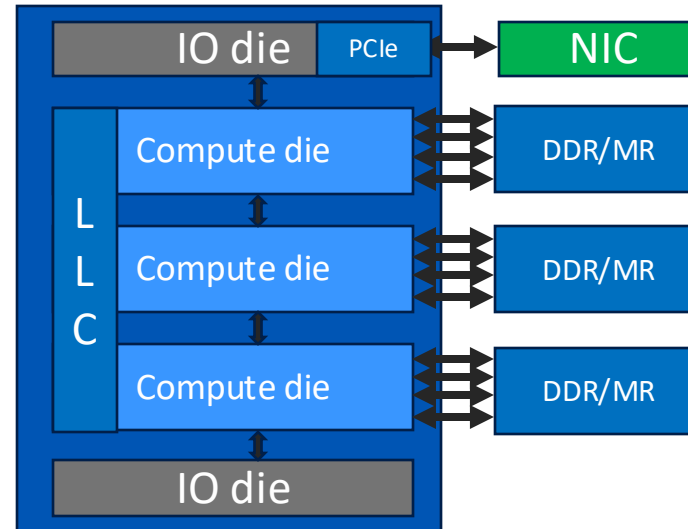 IO die PCIe NIC
Compute die DDR/MR
L
L
C
Compute die DDR/MR
Compute die DDR/MR
IO die